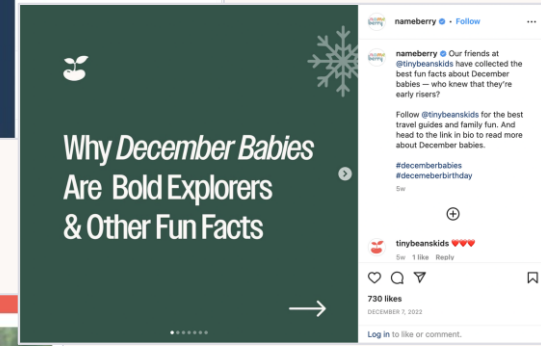 Why December Babies
Are Bold Explorers
& Other Fun Facts
nameberry • Follow
nameberry Our friends at
@tinybeanskids have collected the
best fun facts about December
babies — who knew that they're
early risers?
Follow @tinybeanskids for the best
travel guides and family fun. And
head to the link in bio to read more
about December babies.
#decemberbabies
#decemeberbirthday
5w
tinybeanskids ❤️❤️❤️
5w 1 like Reply
730 likes
DECEMBER 7, 2022
Log in to like or comment.